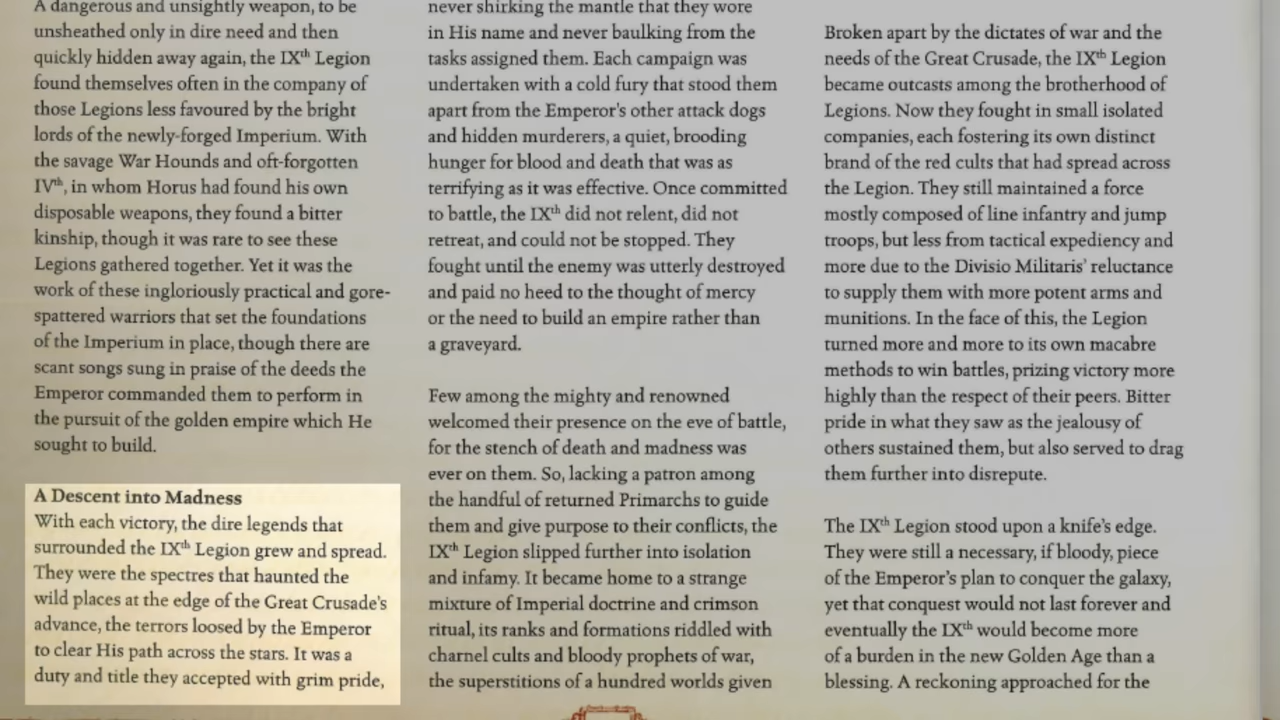 A dangerous and unsightly weapon, to be
unsheathed only in dire need and then
quickly hidden away again, the IXth Legion
found themselves often in the company of
those Legions less favoured by the bright
lords of the newly-forged Imperium. With
the savage War Hounds and oft-forgotten
IVth, in whom Horus had found his own
disposable weapons, they found a bitter
kinship, though it was rare to see these
Legions gathered together. Yet it was the
work of these ingloriously practical and gore-
spattered warriors that set the foundations
of the Imperium in place, though there are
scant songs sung in praise of the deeds the
Emperor commanded them to perform in
the pursuit of the golden empire which He
sought to build.
A Descent into Madness
With each victory, the dire legends that
surrounded the IXth Legion grew and spread.
They were the spectres that haunted the
wild places at the edge of the Great Crusade's
advance, the terrors loosed by the Emperor
to clear His path across the stars. It was a
duty and title they accepted with grim pride,
never shirking the mantle that they wore
in His name and never baulking from the
tasks assigned them. Each campaign was
undertaken with a cold fury that stood them
apart from the Emperor's other attack dogs
and hidden murderers, a quiet, brooding
hunger for blood and death that was as
terrifying as it was effective. Once committed
to battle, the IXth did not relent, did not
retreat, and could not be stopped. They
fought until the enemy was utterly destroyed
and paid no heed to the thought of mercy
or the need to build an empire rather than
a graveyard.
Few among the mighty and renowned
welcomed their presence on the eve of battle,
for the stench of death and madness was
ever on them. So, lacking a patron among
the handful of returned Primarchs to guide
them and give purpose to their conflicts, the
IXth Legion slipped further into isolation
and infamy. It became home to a strange
mixture of Imperial doctrine and crimson
ritual, its ranks and formations riddled with
charnel cults and bloody prophets of war,
the superstitions of a hundred worlds given
Broken apart by the dictates of war and the
needs of the Great Crusade, the IXth Legion
became outcasts among the brotherhood of
Legions. Now they fought in small isolated
companies, each fostering its own distinct
brand of the red cults that had spread across
the Legion. They still maintained a force
mostly composed of line infantry and jump
troops, but less from tactical expediency and
more due to the Divisio Militaris' reluctance
to supply them with more potent arms and
munitions. In the face of this, the Legion
turned more and more to its own macabre
methods to win battles, prizing victory more
highly than the respect of their peers. Bitter
pride in what they saw as the jealousy of
others sustained them, but also served to drag
them further into disrepute.
The IXth Legion stood upon a knife's edge.
They were still a necessary, if bloody, piece
of the Emperor's plan to conquer the galaxy,
yet that conquest would not last forever and
eventually the IXth would become more
of a burden in the new Golden Age than a
blessing. A reckoning approached for the